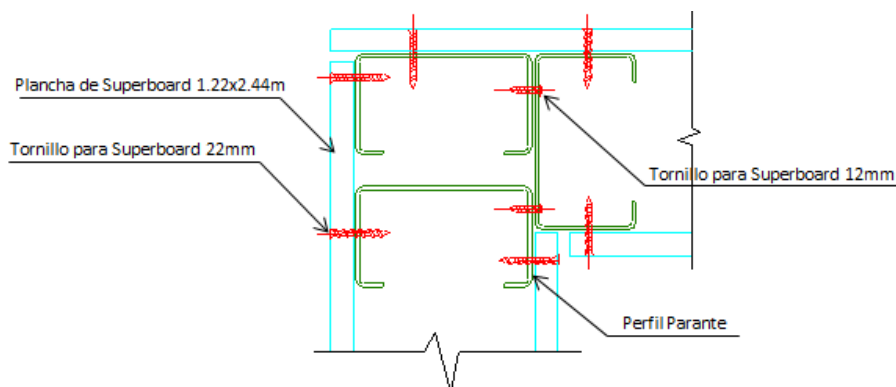 Plancha de Superboard 1.22x2.44m
Tornillo para Superboard 22mm
Tornillo para Superboard 12mm
Perfil Parante